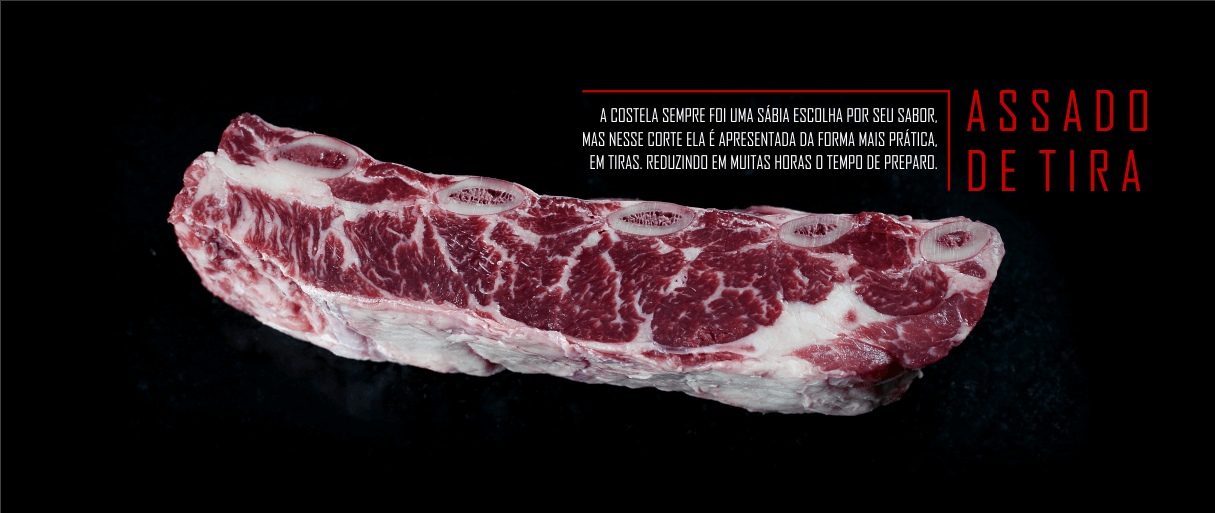 A COSTELA SEMPRE FOI UMA SÁBIA ESCOLHA POR SEU SABOR,
MAS NESSE CORTE ELA É APRESENTADA DA FORMA MAIS PRÁTICA,
EM TIRAS. REDUZINDO EM MUITAS HORAS O TEMPO DE PREPARO.
ASSADO
DE TIRA